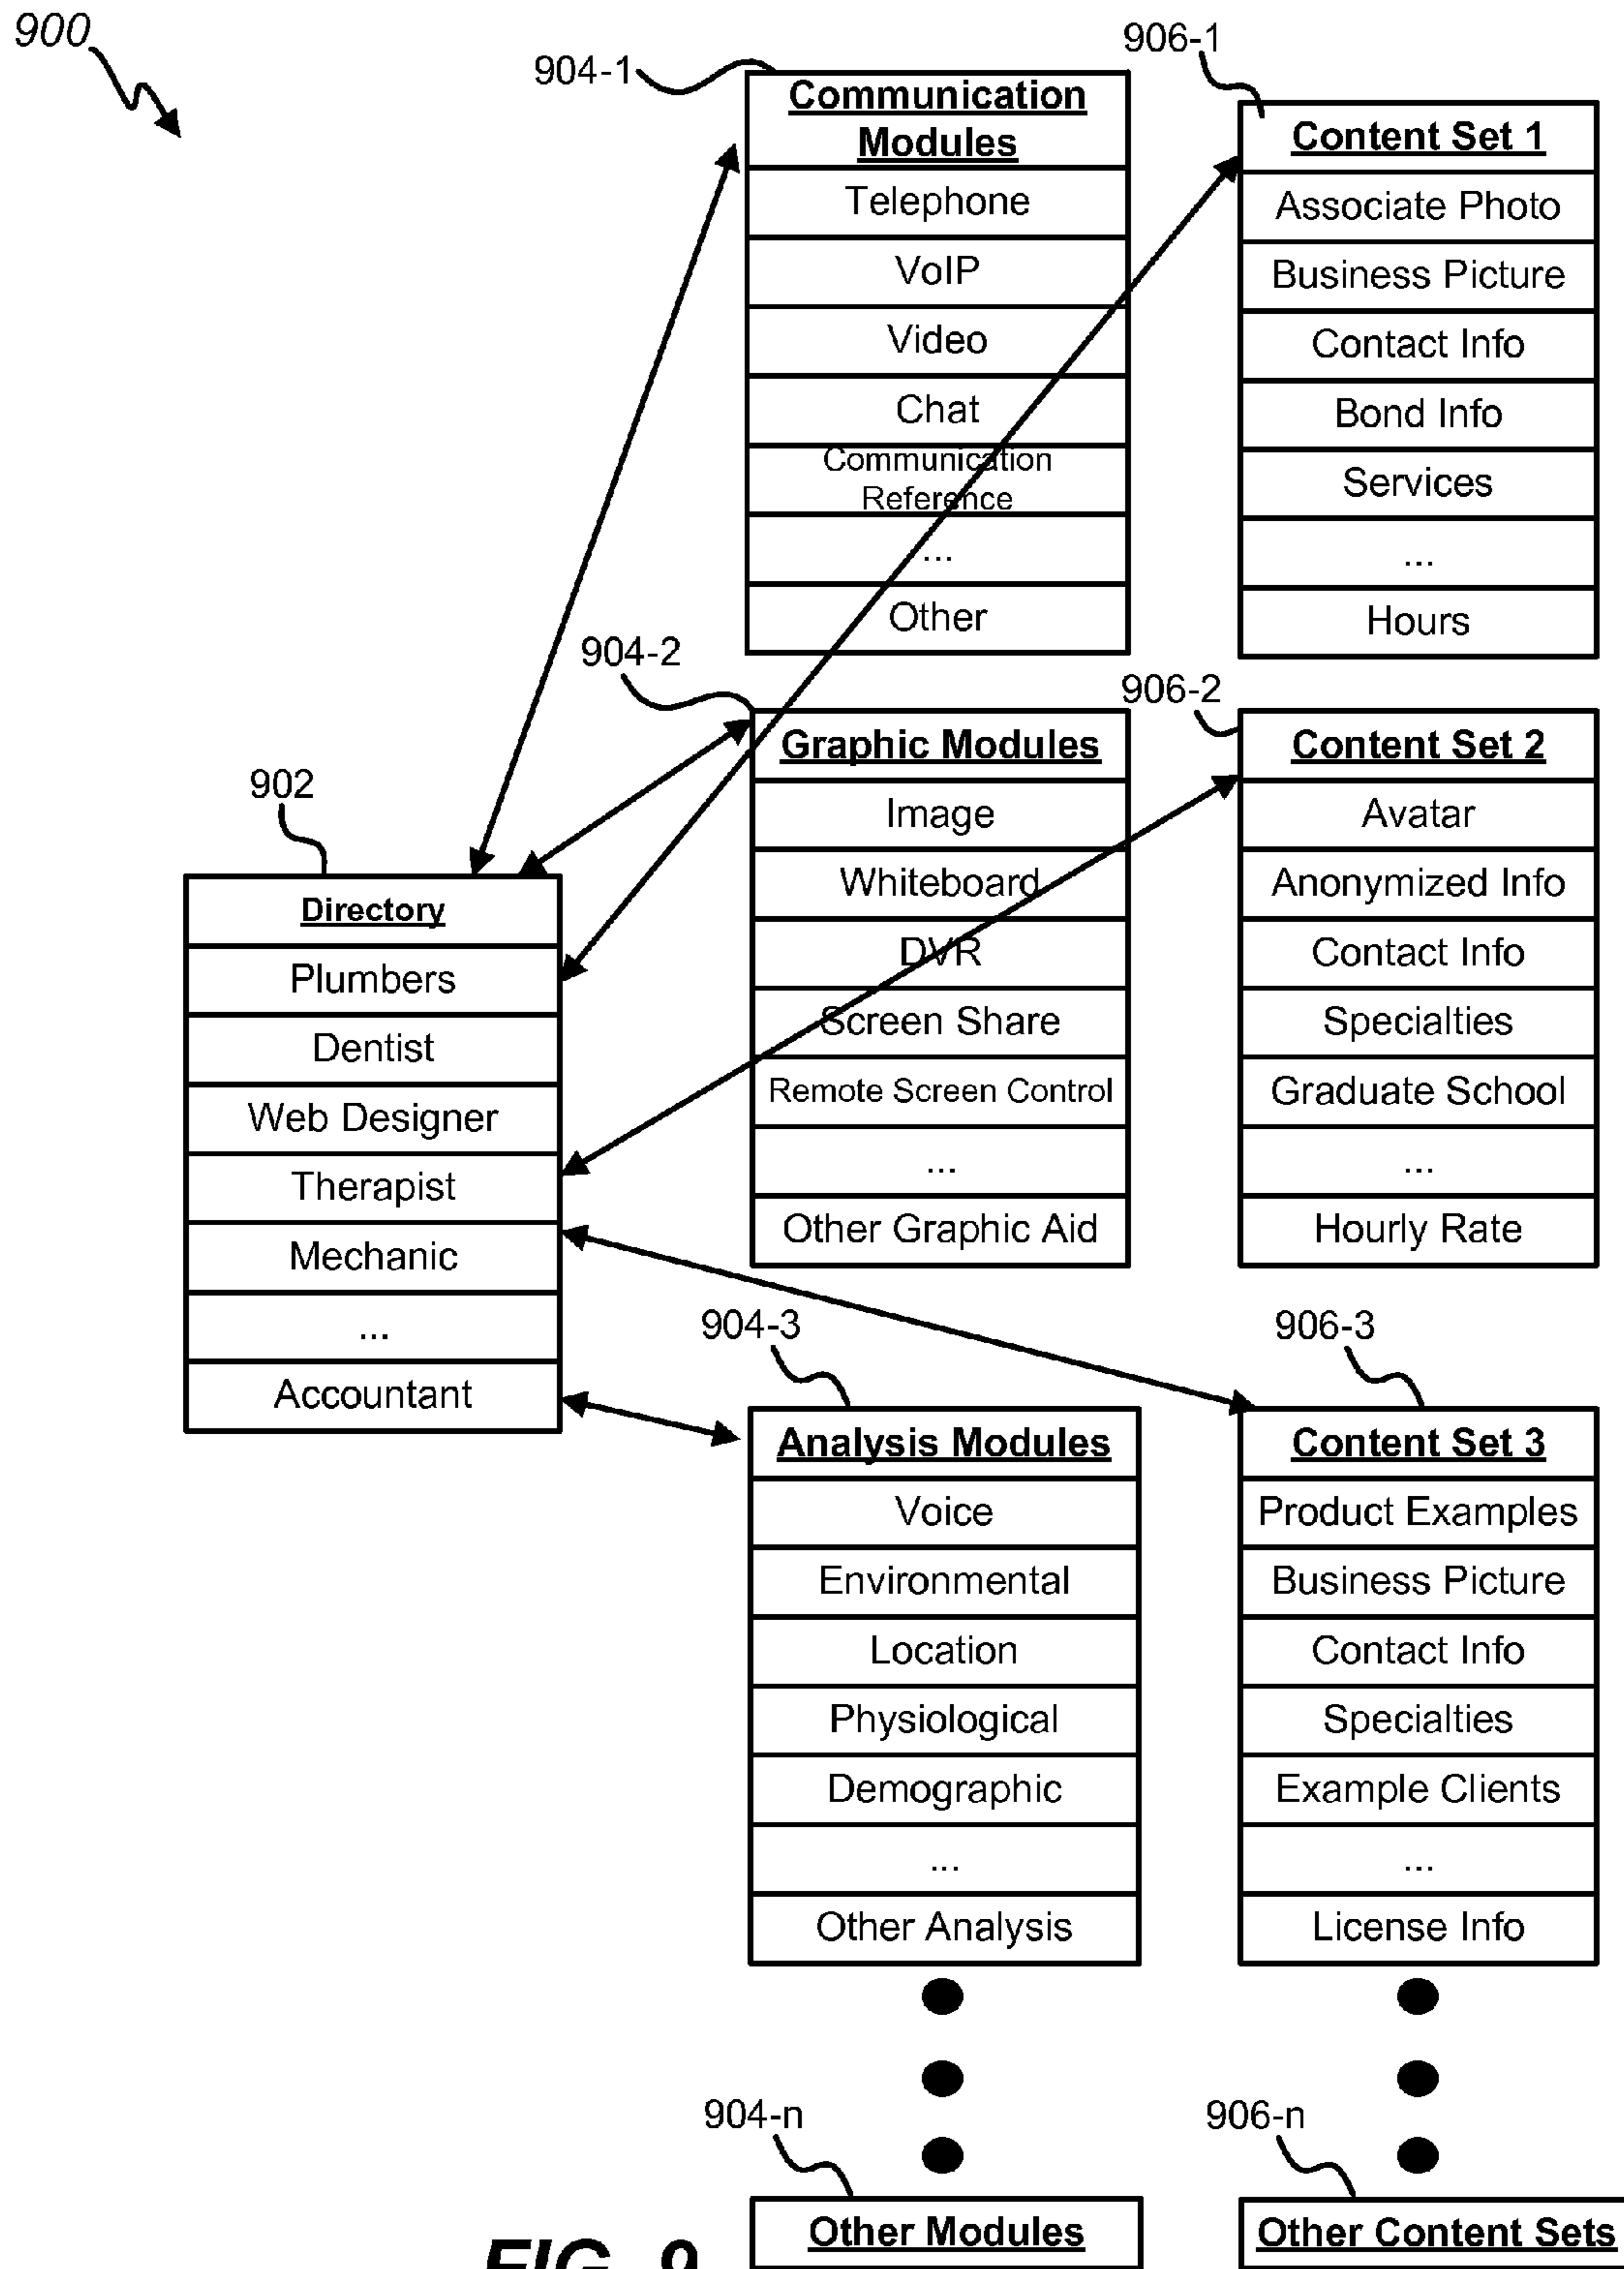 900
904-1
Communication
Modules
Telephone
VoIP
Video
Chat
Communication
Reference
...
Other
906-1
Content Set 1
Associate Photo
Business Picture
Contact Info
Bond Info
Services
...
Hours
904-2
Graphic Modules
Image
Whiteboard
DVR
Screen Share
Remote Screen Control
...
Other Graphic Aid
906-2
Content Set 2
Avatar
Anonymized Info
Contact Info
Specialties
Graduate School
...
Hourly Rate
902
Directory
Plumbers
Dentist
Web Designer
Therapist
Mechanic
...
Accountant
904-3
Analysis Modules
Voice
Environmental
Location
Physiological
Demographic
...
Other Analysis
906-3
Content Set 3
Product Examples
Business Picture
Contact Info
Specialties
Example Clients
...
License Info
904-n
Other Modules
906-n
Other Content Sets
FIG. 9